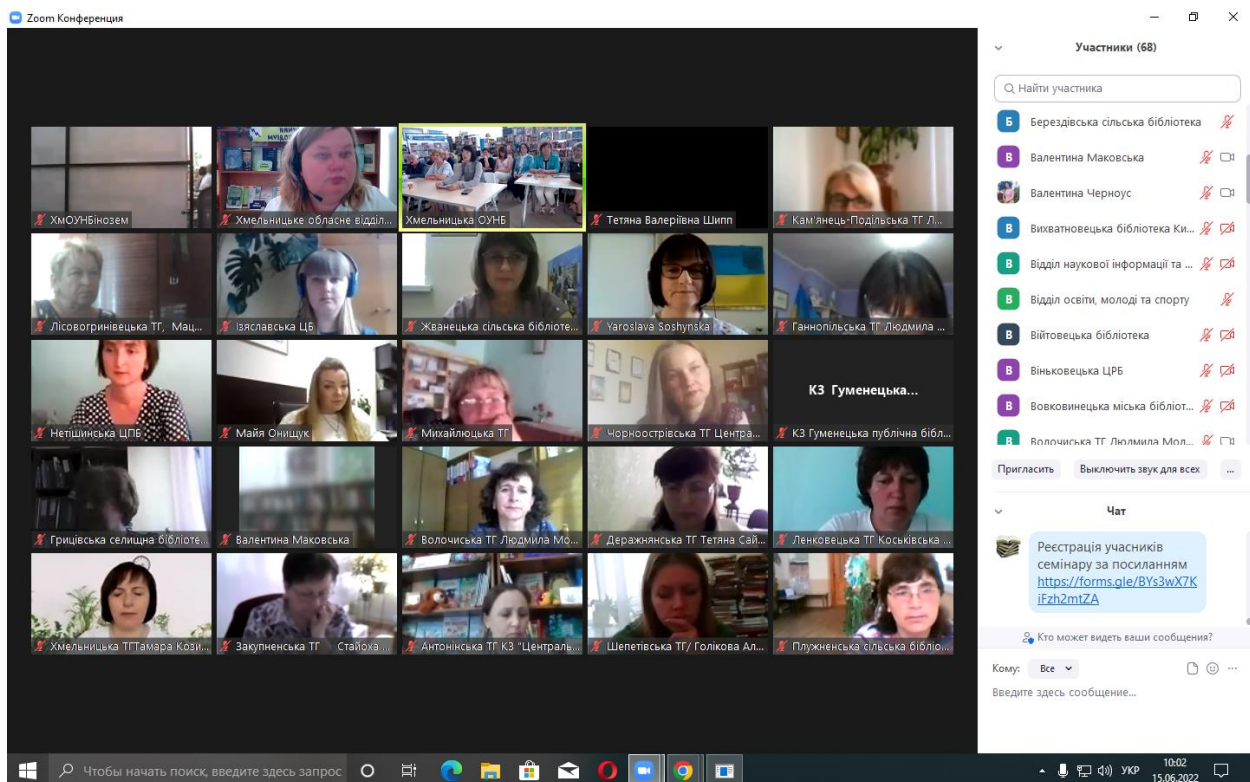 Zoom Конференция
ХмОУНБінозем
Хмельницьке обласне відділ...
Хмельницька ОУНБ
Тетяна Валеріївна Шипп
Кам'янець-Подільська ТГ Л...
Лісовогринівецька ТГ, Мац...
Ізяславська ЦБ
Жванецька сільська бібліоте...
Yaroslava Soshynska
Ганнопільська ТГ Людмила ...
Нетішинська ЦПБ
Майя Онищук
Михайлюцька ТГ
Чорноострівська ТГ Центра...
КЗ Гуменецька...
КЗ Гуменецька публічна бібл...
Грицівська селищна бібліоте...
Валентина Маковська
Волочиська ТГ Людмила Мо...
Деражнянська ТГ Тетяна Сай...
Ленковецька ТГ Коськівська ...
Хмельницька ТГТамара Кози...
Закупненська ТГ Стайоха ...
Антонінська ТГ КЗ "Централь...
Шепетівська ТГ/ Голікова Ал...
Плужненська сільська бібліо...
Участники (68)
Найти участника
Б Берездівська сільська бібліотека
В Валентина Маковська
Валентина Черноус
В Вихватновецька бібліотека Ки...
В Відділ наукової інформації та ...
В Відділ освіти, молоді та спорту
В Війтовецька бібліотека
В Віньковецька ЦРБ
В Вовковинецька міська бібліот...
В Волочиська ТГ Людмила Мол...
Пригласить Выключить звук для всех ...
Чат
Реєстрація учасників
семінару за посиланням
https://forms.gle/BYs3wX7K
iFzh2mtZA
Кто может видеть ваши сообщения?
Кому: Все
Введите здесь сообщение...
Чтобы начать поиск, введите здесь запрос
УКР
10:02
15.06.2022